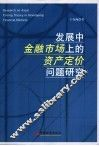 Research on Asset
Pricing Theory in Developing
Financial Markets
发展中
金融市场上的
资产定价
问题研究